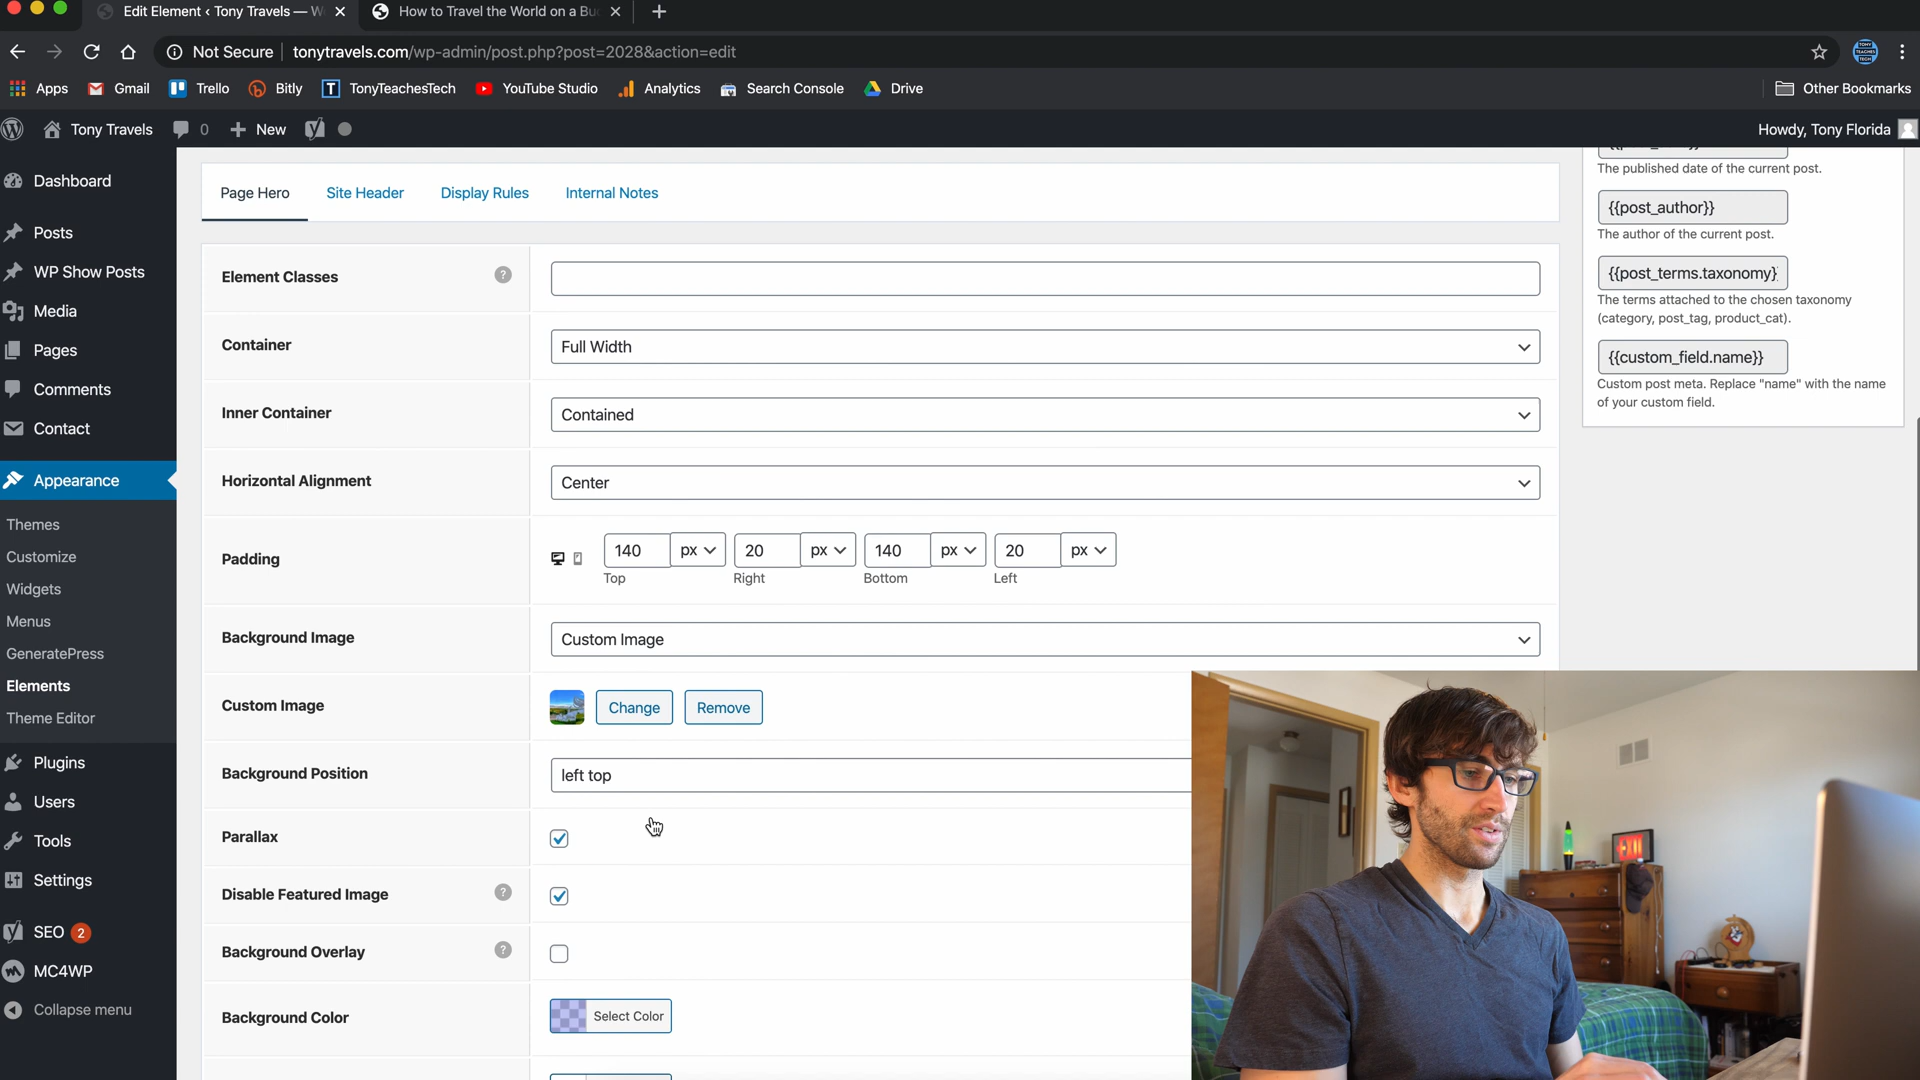 Edit Element ‹ Tony Travels — W
How to Travel the World on a Bu
Not Secure
tonytravels.com/wp-admin/post.php?post=2028&action=edit
Apps
Gmail
Trello
Bitly
TonyTeachesTech
YouTube Studio
Analytics
Search Console
Drive
Other Bookmarks
Tony Travels
0
New
Howdy, Tony Florida
Dashboard
Posts
WP Show Posts
Media
Pages
Comments
Contact
Appearance
Themes
Customize
Widgets
Menus
GeneratePress
Elements
Theme Editor
Plugins
Users
Tools
Settings
SEO 2
MC4WP
Collapse menu
Page Hero
Site Header
Display Rules
Internal Notes
Element Classes
?
Container
Full Width
Inner Container
Contained
Horizontal Alignment
Center
Padding
140 px
20 px
140 px
20 px
Top
Right
Bottom
Left
Background Image
Custom Image
Custom Image
Change
Remove
Background Position
left top
Parallax
Disable Featured Image
?
Background Overlay
?
Background Color
Select Color
The published date of the current post.
{{post_author}}
The author of the current post.
{{post_terms.taxonomy}
The terms attached to the chosen taxonomy
(category, post_tag, product_cat).
{{custom_field.name}}
Custom post meta. Replace "name" with the name
of your custom field.